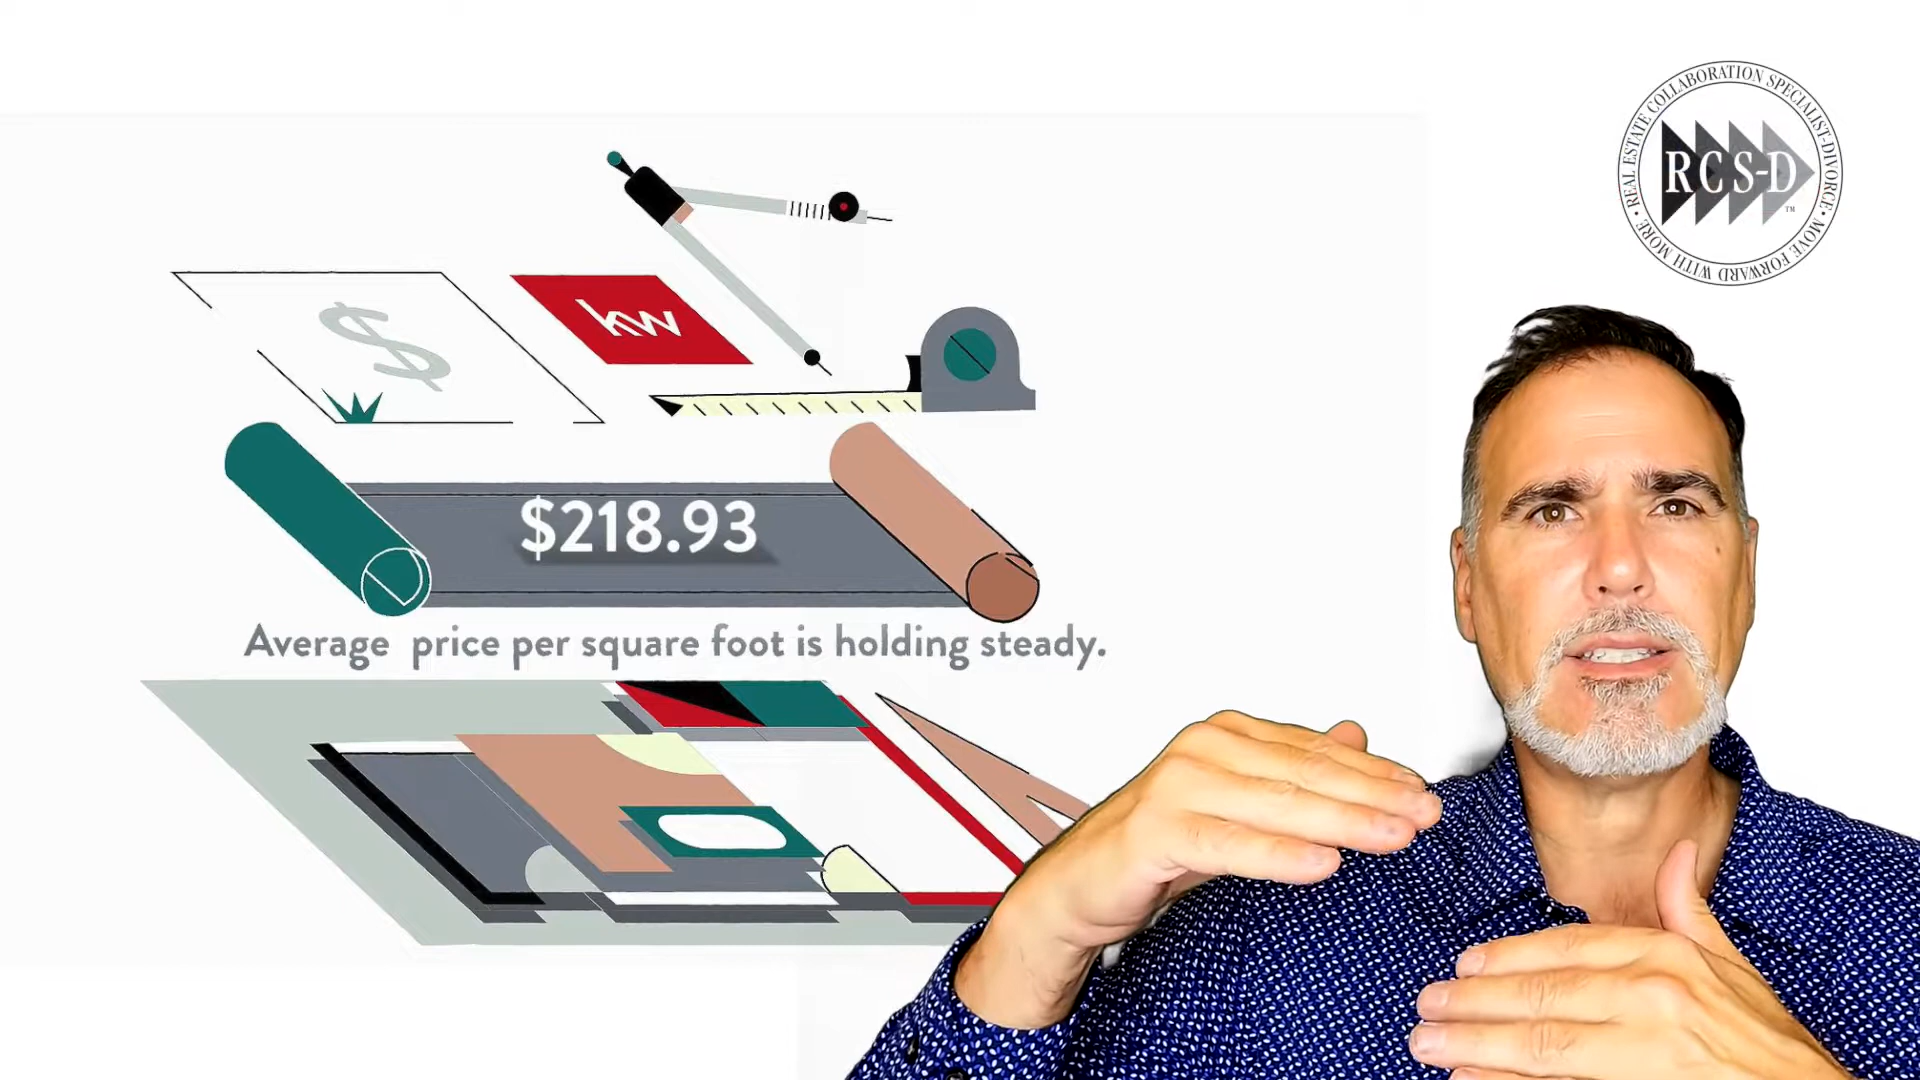 REAL ESTATE COLLABORATION SPECIALIST-DIVORCE • MOVE FORWARD WITH MORE •
RCS-D
TM
$
kw
$218.93
Average price per square foot is holding steady.